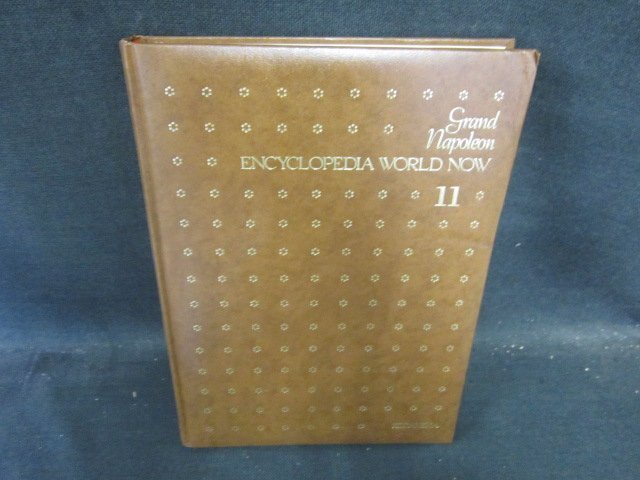 Grand
Napoleon
ENCYCLOPEDIA WORLD NOW
11